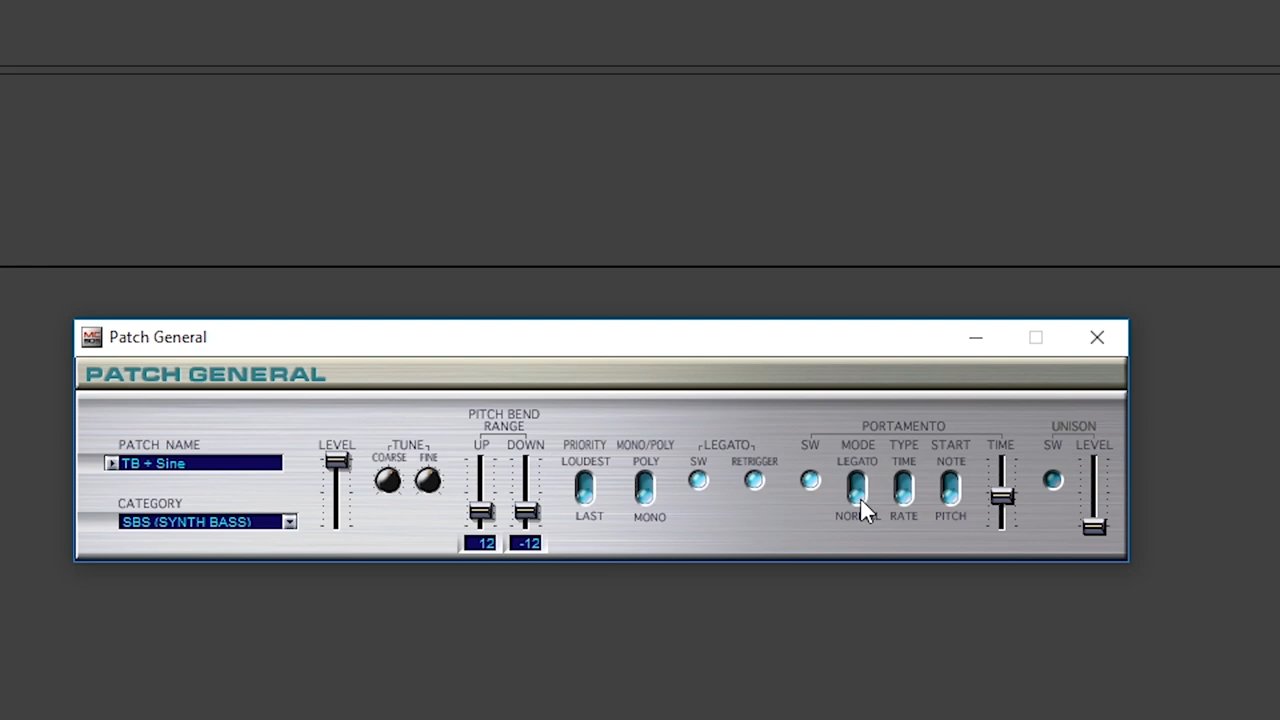 Patch General
PATCH GENERAL
PITCH BEND
RANGE
PORTAMENTO
UNISON
PATCH NAME
LEVEL
TUNE
UP
DOWN
PRIORITY
MONO/POLY
LEGATO
SW
MODE
TYPE
START
TIME
SW
LEVEL
COARSE
FINE
TB + Sine
LOUDEST
POLY
SW
RETRIGGER
LEGATO
TIME
NOTE
CATEGORY
SBS (SYNTH BASS)
LAST
MONO
RATE
PITCH
12
-12